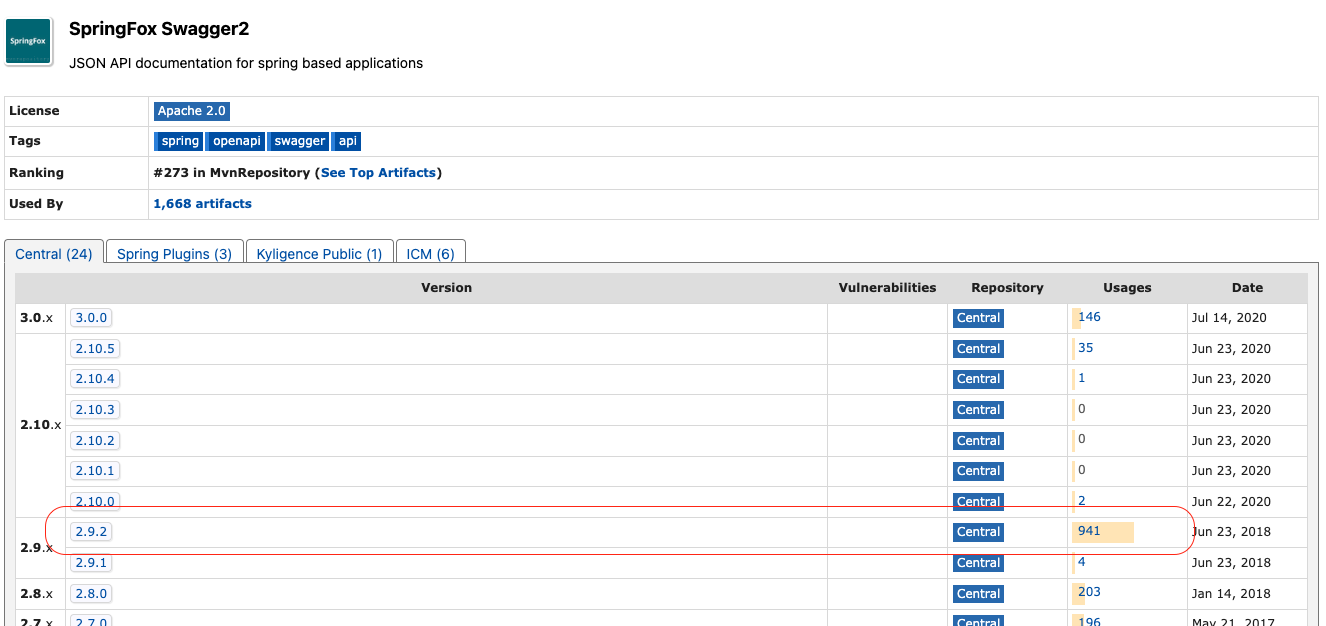 SpringFox
SpringFox Swagger2
JSON API documentation for spring based applications
License Apache 2.0
Tags spring openapi swagger api
Ranking #273 in MvnRepository (See Top Artifacts)
Used By 1,668 artifacts
Central (24) Spring Plugins (3) Kyligence Public (1) ICM (6)
Version Vulnerabilities Repository Usages Date
3.0.x 3.0.0 Central 146 Jul 14, 2020
2.10.5 Central 35 Jun 23, 2020
2.10.4 Central 1 Jun 23, 2020
2.10.3 Central 0 Jun 23, 2020
2.10.x
2.10.2 Central 0 Jun 23, 2020
2.10.1 Central 0 Jun 23, 2020
2.10.0 Central 2 Jun 22, 2020
2.9.2 Central 941 Jun 23, 2018
2.9.x
2.9.1 Central 4 Jun 23, 2018
2.8.x 2.8.0 Central 203 Jan 14, 2018
2.7.x 2.7.0 Central 196 May 21, 2017